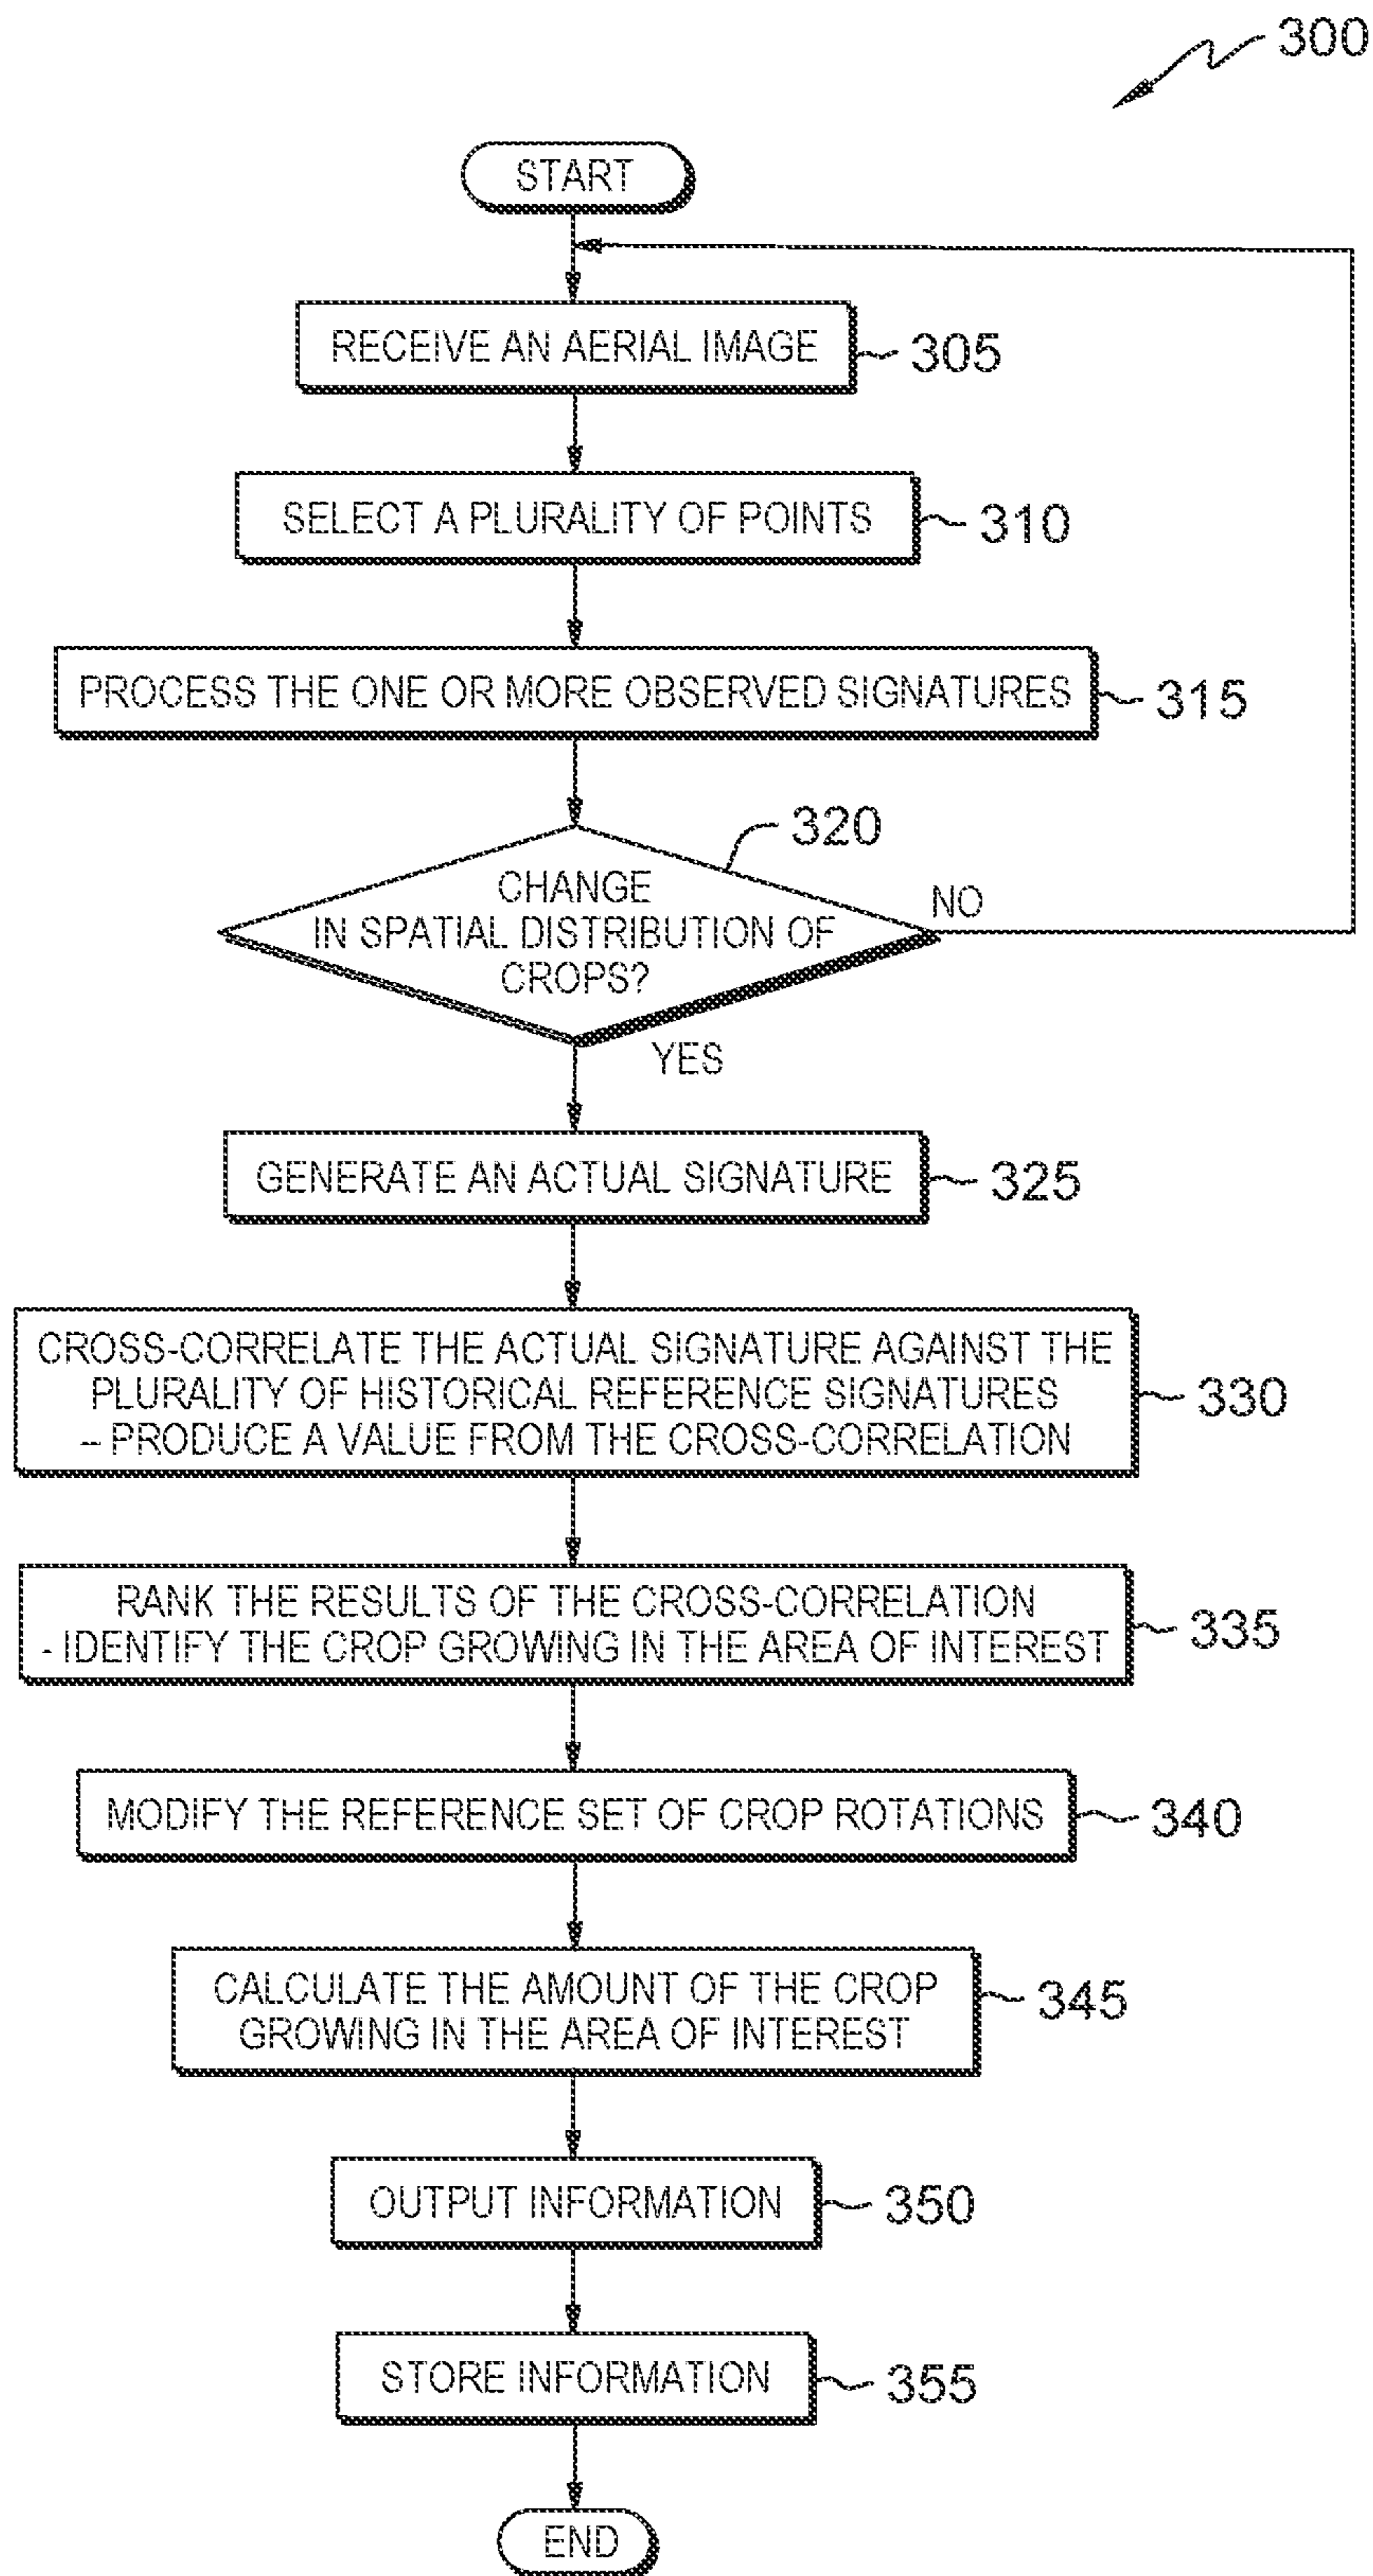 300
START
RECEIVE AN AERIAL IMAGE
305
SELECT A PLURALITY OF POINTS
310
PROCESS THE ONE OR MORE OBSERVED SIGNATURES
315
320
CHANGE
IN SPATIAL DISTRIBUTION OF
CROPS?
NO
YES
GENERATE AN ACTUAL SIGNATURE
325
CROSS-CORRELATE THE ACTUAL SIGNATURE AGAINST THE
PLURALITY OF HISTORICAL REFERENCE SIGNATURES
– PRODUCE A VALUE FROM THE CROSS-CORRELATION
330
RANK THE RESULTS OF THE CROSS-CORRELATION
- IDENTIFY THE CROP GROWING IN THE AREA OF INTEREST
335
MODIFY THE REFERENCE SET OF CROP ROTATIONS
340
CALCULATE THE AMOUNT OF THE CROP
GROWING IN THE AREA OF INTEREST
345
OUTPUT INFORMATION
350
STORE INFORMATION
355
END